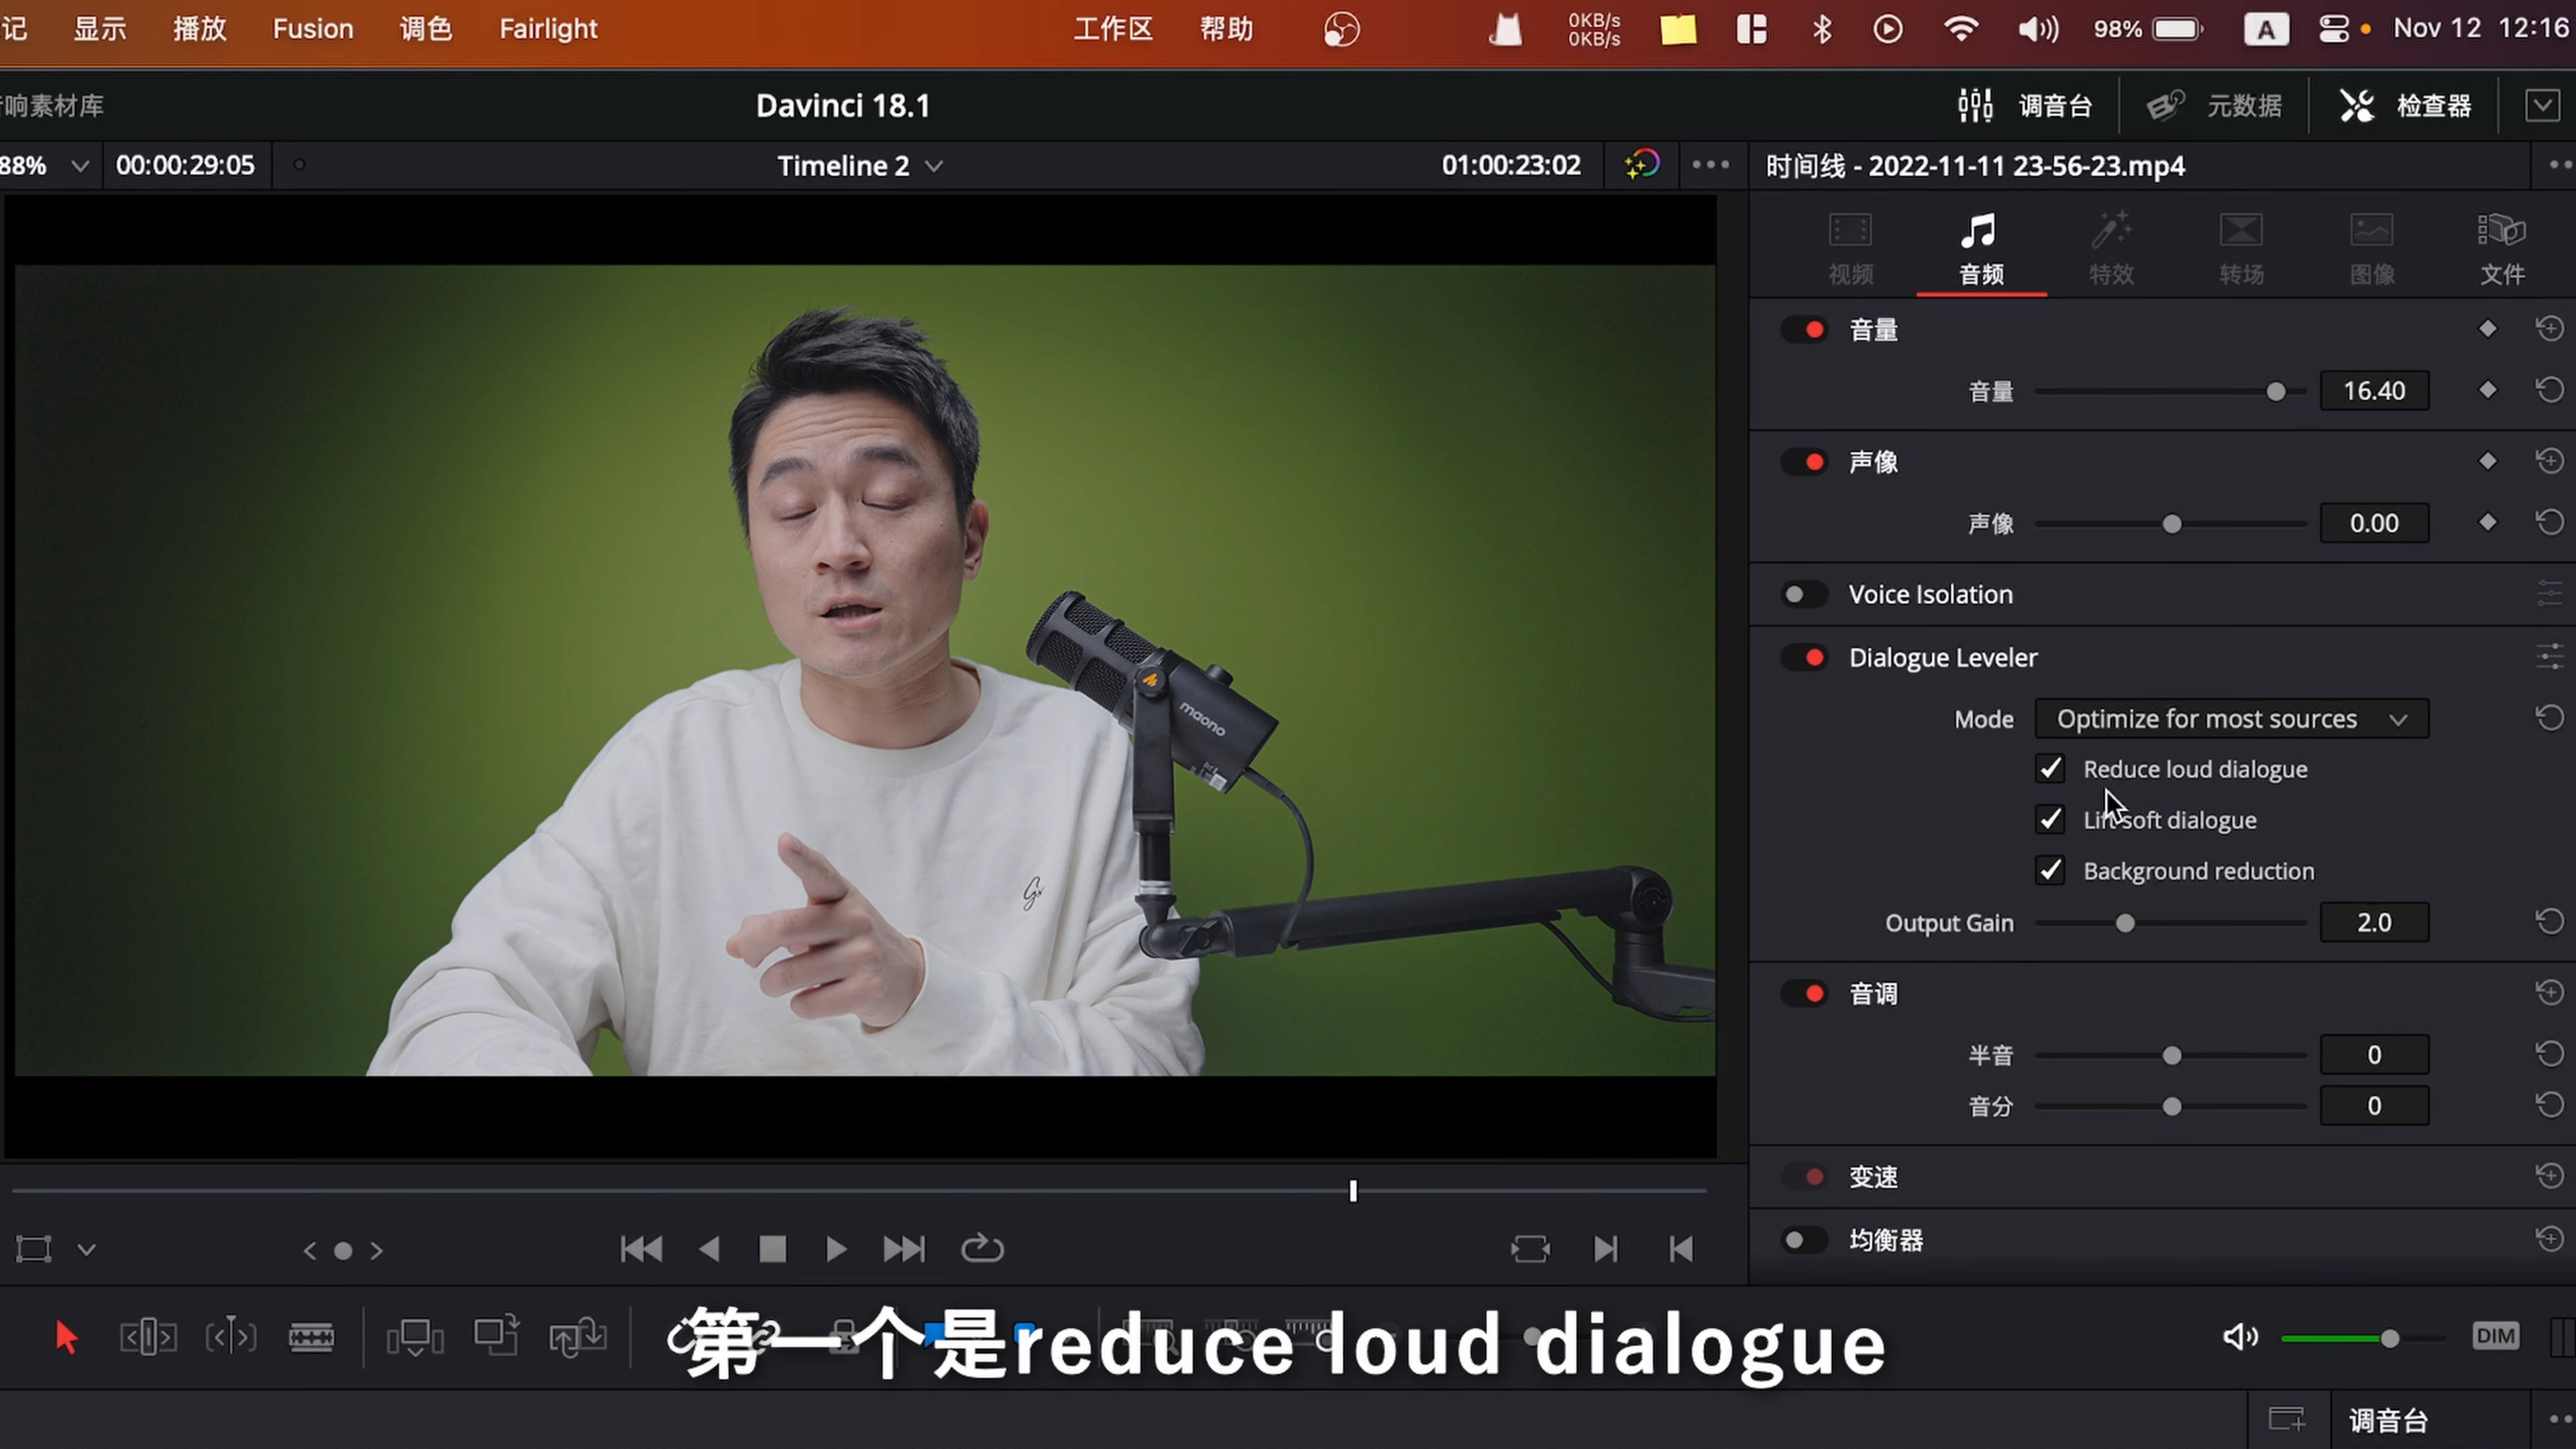 记 显示 播放 Fusion 调色 Fairlight 工作区 帮助 0KB/s 0KB/s 98% A Nov 12 12:16
响素材库 Davinci 18.1 调音台 元数据 检查器
88% 00:00:29:05 Timeline 2 01:00:23:02 时间线 - 2022-11-11 23-56-23.mp4
视频 音频 特效 转场 图像 文件
音量
音量 16.40
声像
声像 0.00
Voice Isolation
Dialogue Leveler
Mode Optimize for most sources
Reduce loud dialogue
Lift soft dialogue
Background reduction
Output Gain 2.0
音调
半音 0
音分 0
变速
均衡器
maono
第一个是reduce loud dialogue
DIM
调音台